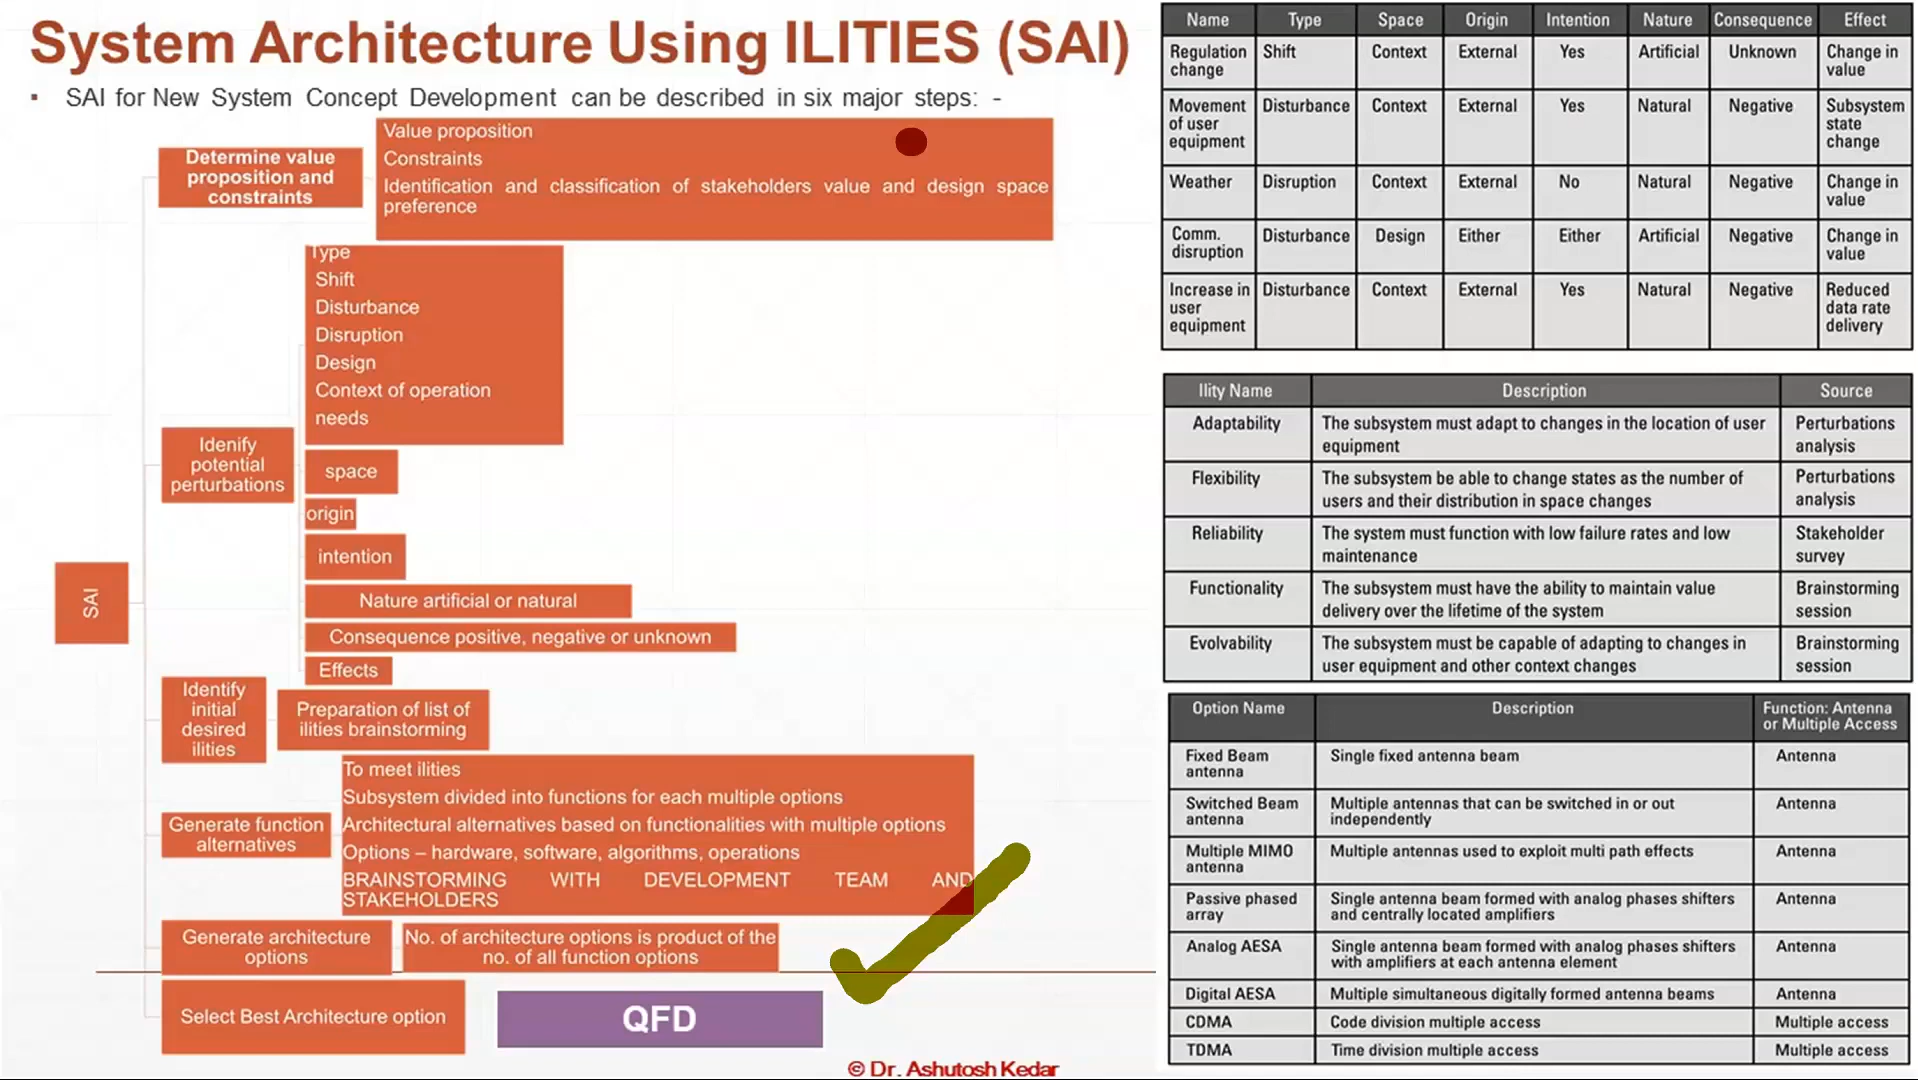 System Architecture Using ILITIES (SAI)
▪ SAI for New System Concept Development can be described in six major steps: -
SAI
Determine value
proposition and
constraints
Value proposition
Constraints
Identification and classification of stakeholders value and design space
preference
Idenify
potential
perturbations
Type
Shift
Disturbance
Disruption
Design
Context of operation
needs
space
origin
intention
Nature artificial or natural
Consequence positive, negative or unknown
Effects
Identify
initial
desired
ilities
Preparation of list of
ilities brainstorming
Generate function
alternatives
To meet ilities
Subsystem divided into functions for each multiple options
Architectural alternatives based on functionalities with multiple options
Options – hardware, software, algorithms, operations
BRAINSTORMING WITH DEVELOPMENT TEAM AND
STAKEHOLDERS
Generate architecture
options
No. of architecture options is product of the
no. of all function options
Select Best Architecture option
QFD
© Dr. Ashutosh Kedar
Name Type Space Origin Intention Nature Consequence Effect
Regulation Shift Context External Yes Artificial Unknown Change in
change value
Movement Disturbance Context External Yes Natural Negative Subsystem
of user state
equipment change
Weather Disruption Context External No Natural Negative Change in
value
Comm. Disturbance Design Either Either Artificial Negative Change in
disruption value
Increase in Disturbance Context External Yes Natural Negative Reduced
user data rate
equipment delivery
Ility Name Description Source
Adaptability The subsystem must adapt to changes in the location of user Perturbations
equipment analysis
Flexibility The subsystem be able to change states as the number of Perturbations
users and their distribution in space changes analysis
Reliability The system must function with low failure rates and low Stakeholder
maintenance survey
Functionality The subsystem must have the ability to maintain value Brainstorming
delivery over the lifetime of the system session
Evolvability The subsystem must be capable of adapting to changes in Brainstorming
user equipment and other context changes session
Option Name Description Function: Antenna
or Multiple Access
Fixed Beam Single fixed antenna beam Antenna
antenna
Switched Beam Multiple antennas that can be switched in or out Antenna
antenna independently
Multiple MIMO Multiple antennas used to exploit multi path effects Antenna
antenna
Passive phased Single antenna beam formed with analog phases shifters Antenna
array and centrally located amplifiers
Analog AESA Single antenna beam formed with analog phases shifters Antenna
with amplifiers at each antenna element
Digital AESA Multiple simultaneous digitally formed antenna beams Antenna
CDMA Code division multiple access Multiple access
TDMA Time division multiple access Multiple access